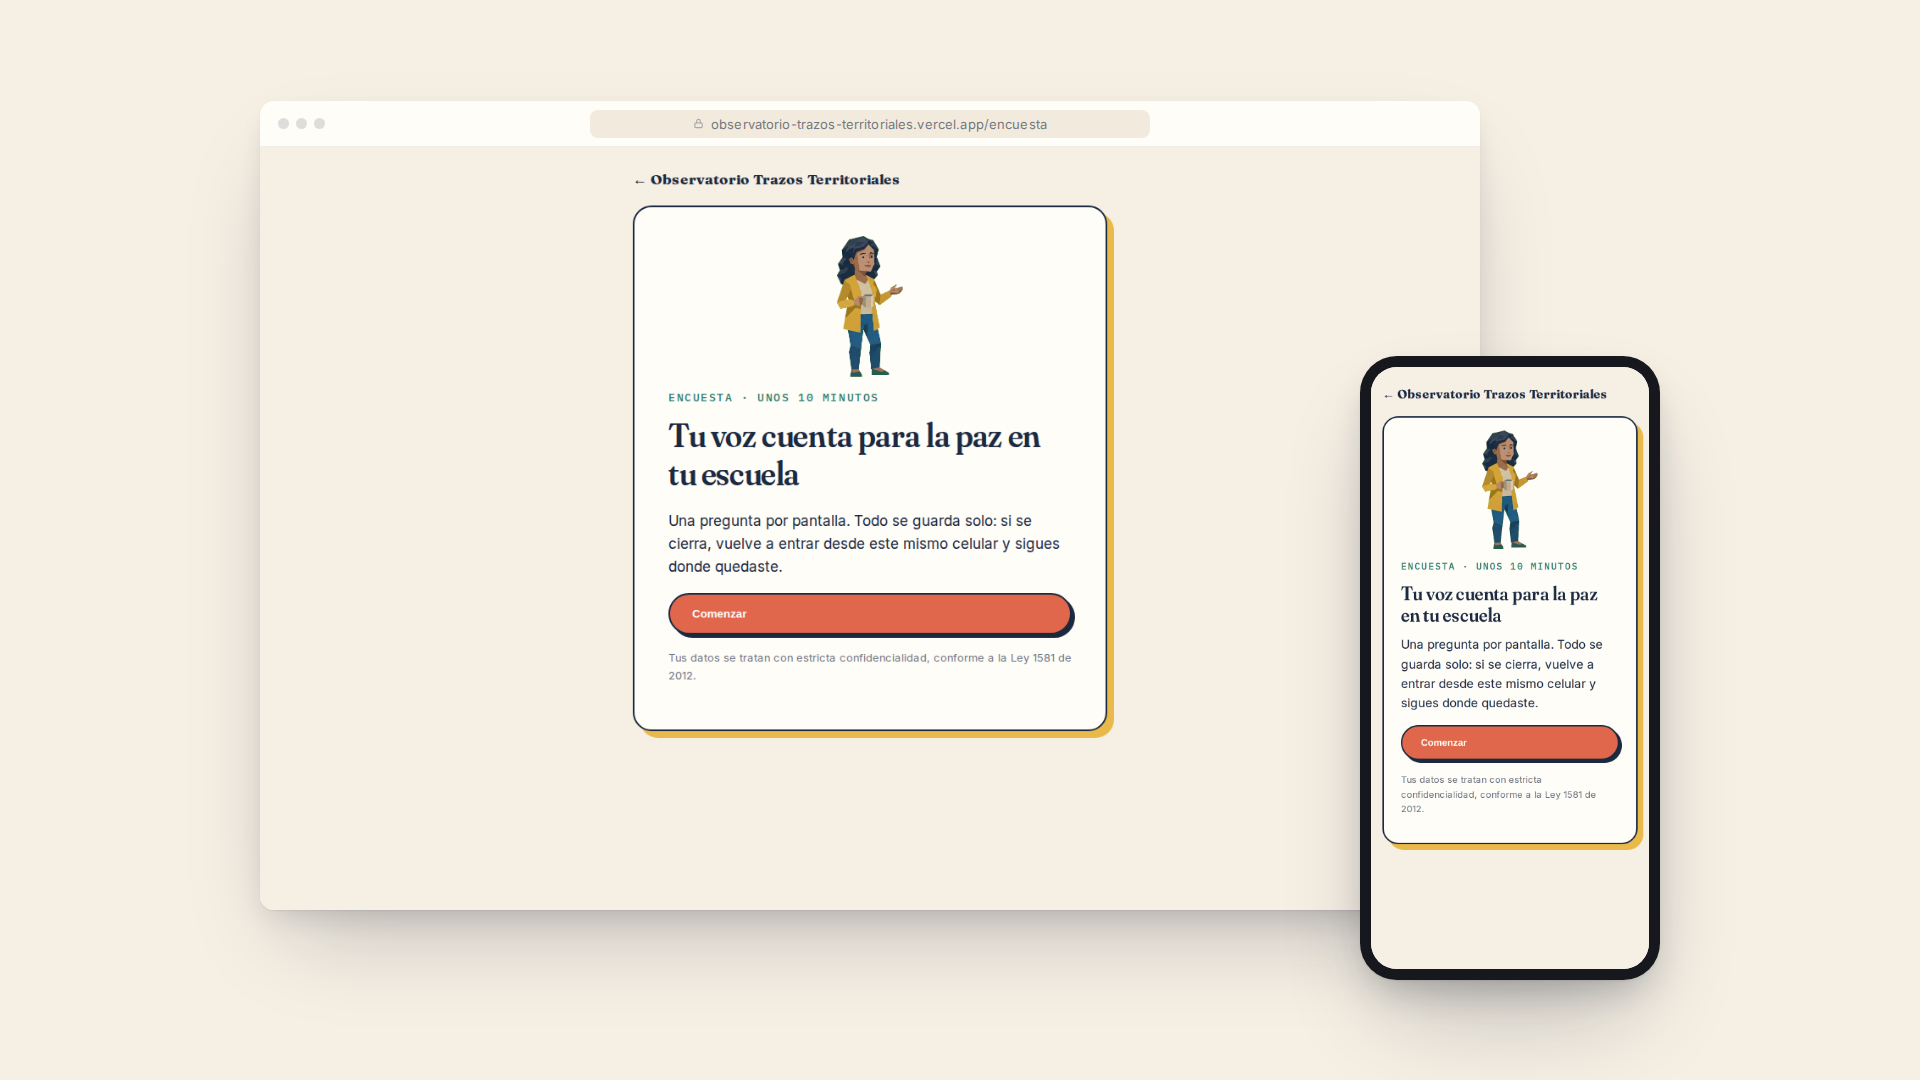 observatorio-trazos-territoriales.vercel.app/encuesta
← Observatorio Trazos Territoriales
ENCUESTA · UNOS 10 MINUTOS
Tu voz cuenta para la paz en
tu escuela
Una pregunta por pantalla. Todo se guarda solo: si se
cierra, vuelve a entrar desde este mismo celular y sigues
donde quedaste.
Comenzar
Tus datos se tratan con estricta confidencialidad, conforme a la Ley 1581 de
2012.
← Observatorio Trazos Territoriales
ENCUESTA · UNOS 10 MINUTOS
Tu voz cuenta para la paz
en tu escuela
Una pregunta por pantalla. Todo se
guarda solo: si se cierra, vuelve a
entrar desde este mismo celular y
sigues donde quedaste.
Comenzar
Tus datos se tratan con estricta
confidencialidad, conforme a la Ley 1581 de
2012.